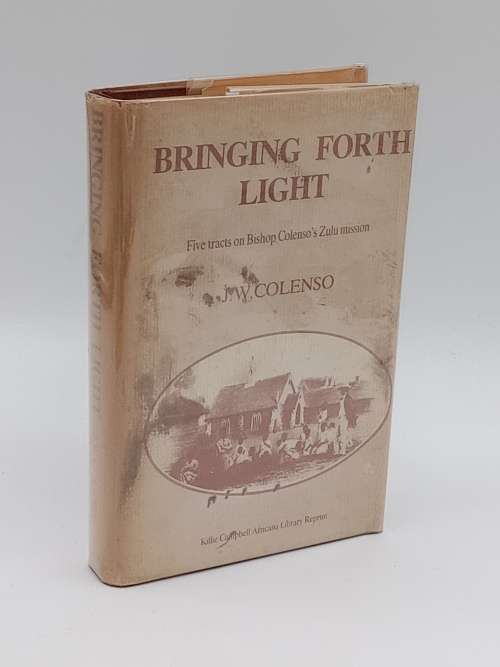 BRINGING FORTH
LIGHT
Five tracts on Bishop Colenso's Zulu mission
J.W. COLENSO
Killie Campbell Africana Library Reprint
BRINGING FORTH LIGHT